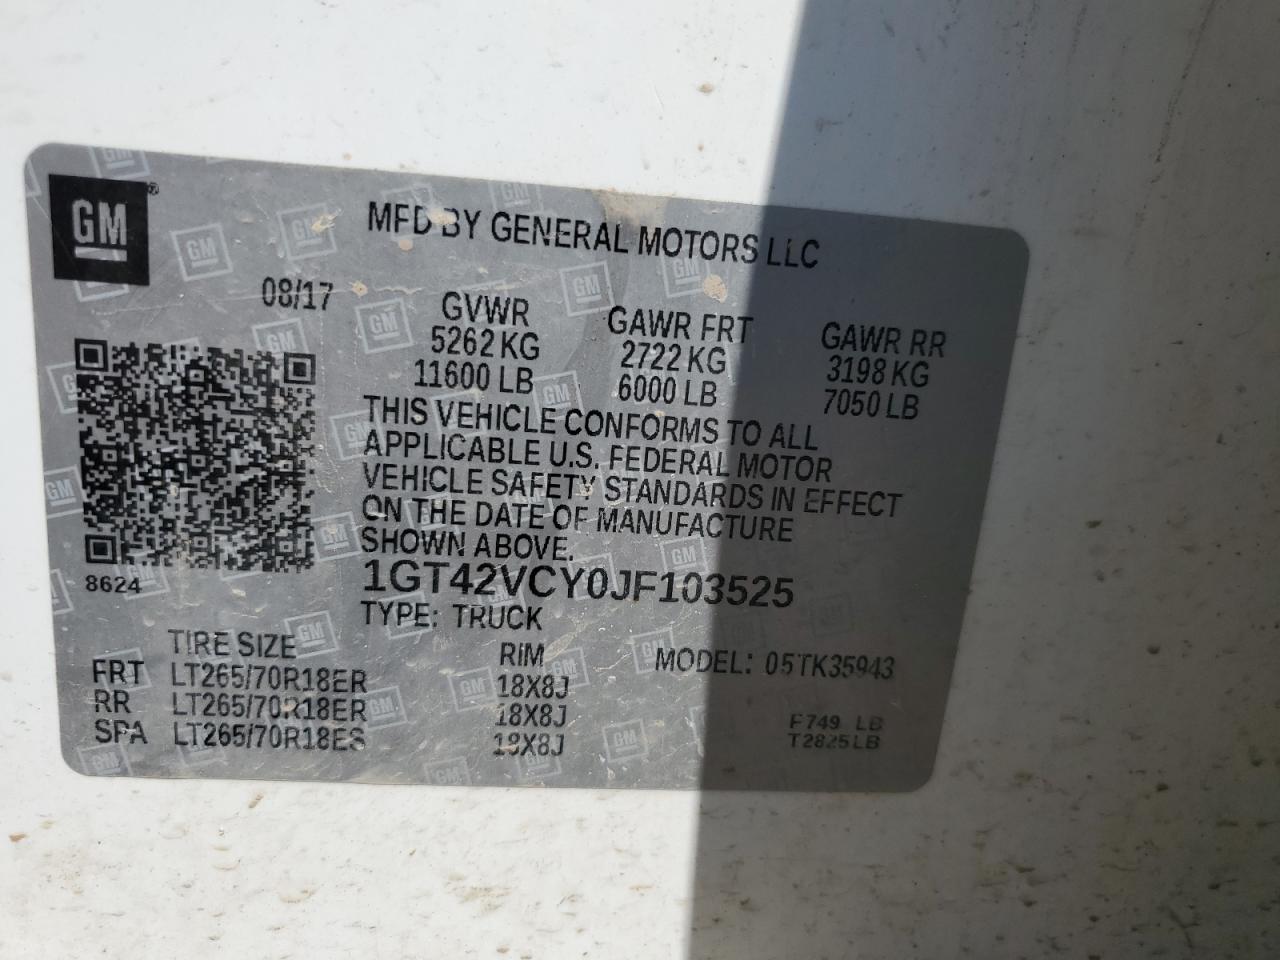 GM ®
MFD BY GENERAL MOTORS LLC
08/17
GVWR GAWR FRT GAWR RR
5262 KG 2722 KG 3198 KG
11600 LB 6000 LB 7050 LB
THIS VEHICLE CONFORMS TO ALL
APPLICABLE U.S. FEDERAL MOTOR
VEHICLE SAFETY STANDARDS IN EFFECT
ON THE DATE OF MANUFACTURE
SHOWN ABOVE.
8624
1GT42VCY0JF103525
TYPE: TRUCK
TIRE SIZE RIM MODEL: 05TK35943
FRT LT265/70R18ER 18X8J
RR LT265/70R18ER 18X8J
SPA LT265/70R18ES 18X8J
F749 LB
T2825LB